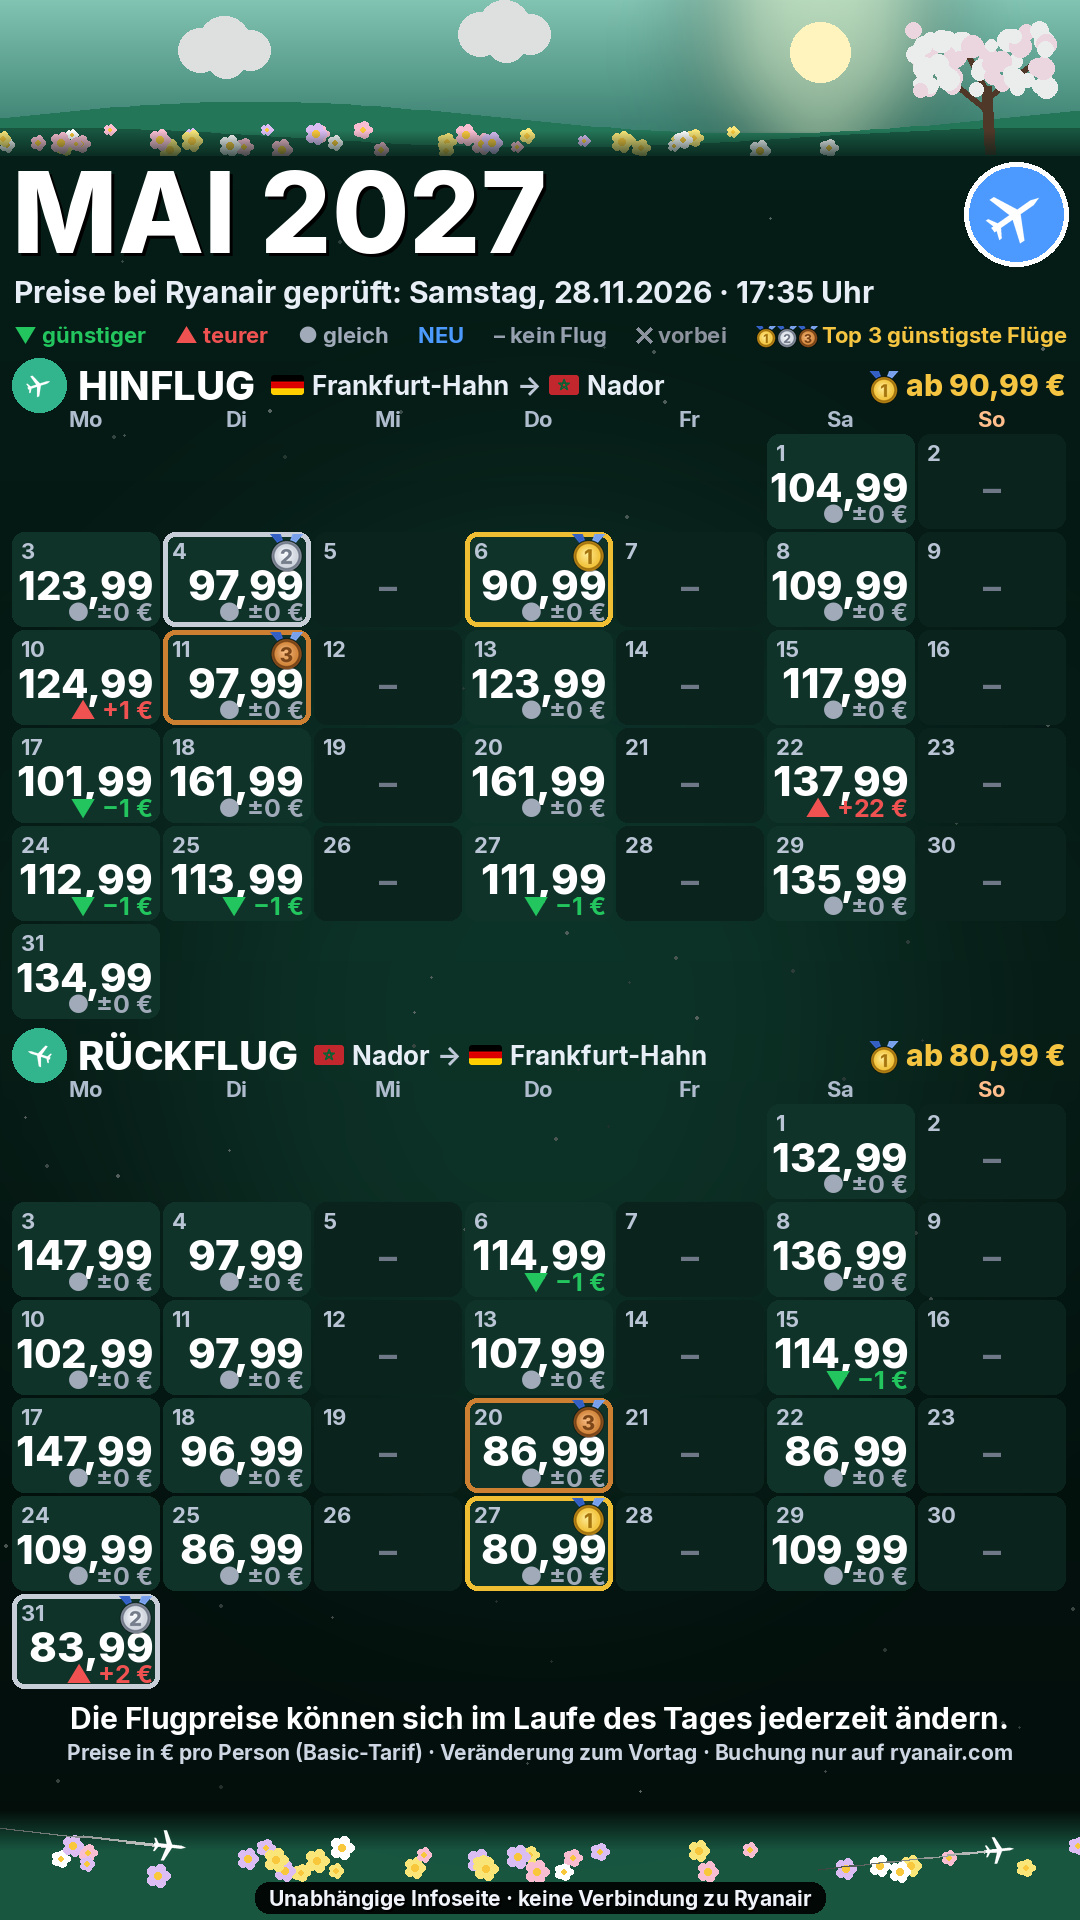 MAI 2027
Preise bei Ryanair geprüft: Samstag, 28.11.2026 · 17:35 Uhr
▼ günstiger ▲ teurer ● gleich NEU – kein Flug ✕ vorbei 1 2 3 Top 3 günstigste Flüge
HINFLUG Frankfurt-Hahn → Nador 1 ab 90,99 €
Mo Di Mi Do Fr Sa So
1 2
104,99 –
±0 €
3 4 2 5 6 1 7 8 9
123,99 97,99 – 90,99 – 109,99 –
±0 € ±0 € ±0 € ±0 €
10 11 3 12 13 14 15 16
124,99 97,99 – 123,99 – 117,99 –
▲ +1 € ±0 € ±0 € ±0 €
17 18 19 20 21 22 23
101,99 161,99 – 161,99 – 137,99 –
▼ −1 € ±0 € ±0 € ▲ +22 €
24 25 26 27 28 29 30
112,99 113,99 – 111,99 – 135,99 –
▼ −1 € ▼ −1 € ▼ −1 € ±0 €
31
134,99
±0 €
RÜCKFLUG Nador → Frankfurt-Hahn 1 ab 80,99 €
Mo Di Mi Do Fr Sa So
1 2
132,99 –
±0 €
3 4 5 6 7 8 9
147,99 97,99 – 114,99 – 136,99 –
±0 € ±0 € ▼ −1 € ±0 €
10 11 12 13 14 15 16
102,99 97,99 – 107,99 – 114,99 –
±0 € ±0 € ±0 € ▼ −1 €
17 18 19 20 3 21 22 23
147,99 96,99 – 86,99 – 86,99 –
±0 € ±0 € ±0 € ±0 €
24 25 26 27 1 28 29 30
109,99 86,99 – 80,99 – 109,99 –
±0 € ±0 € ±0 € ±0 €
31 2
83,99
▲ +2 €
Die Flugpreise können sich im Laufe des Tages jederzeit ändern.
Preise in € pro Person (Basic-Tarif) · Veränderung zum Vortag · Buchung nur auf ryanair.com
Unabhängige Infoseite · keine Verbindung zu Ryanair